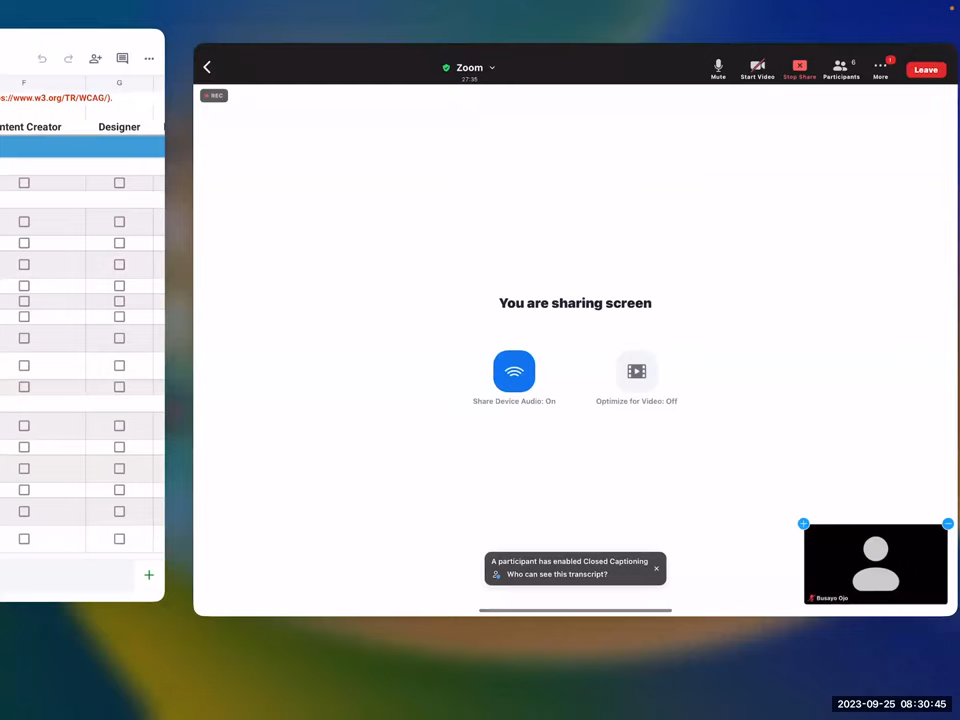 F
G
s://www.w3.org/TR/WCAG/).
ntent Creator
Designer
Zoom
27:35
Mute
Start Video
Stop Share
6
Participants
!
More
Leave
REC
You are sharing screen
Share Device Audio: On
Optimize for Video: Off
A participant has enabled Closed Captioning
Who can see this transcript?
Busayo Ojo
2023-09-25 08:30:45